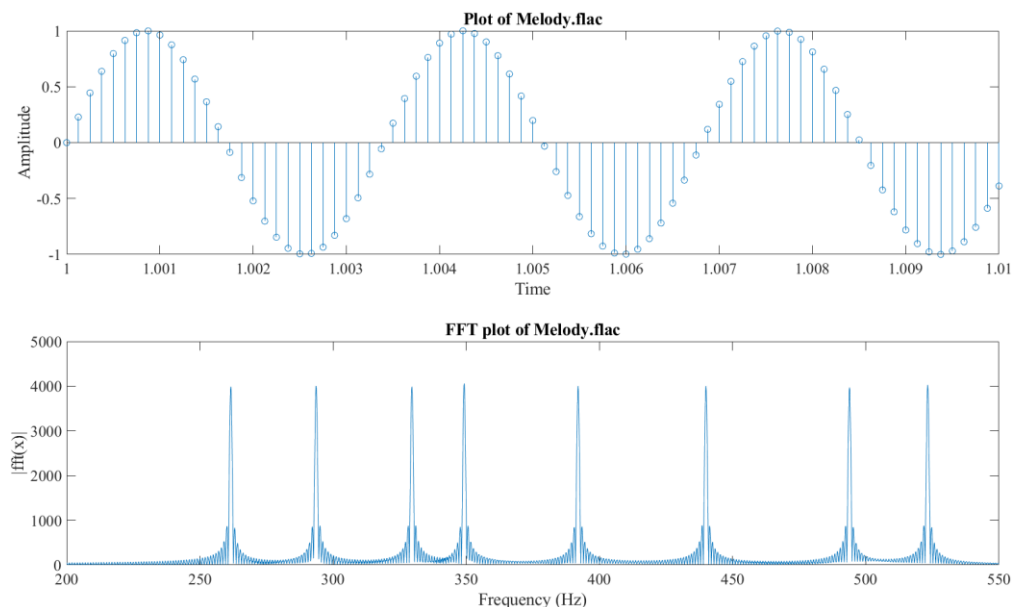 Plot of Melody.flac
1
0.5
0
-0.5
-1
Amplitude
1 1.001 1.002 1.003 1.004 1.005 1.006 1.007 1.008 1.009 1.01
Time
FFT plot of Melody.flac
5000
4000
3000
2000
1000
0
|fft(x)|
200 250 300 350 400 450 500 550
Frequency (Hz)